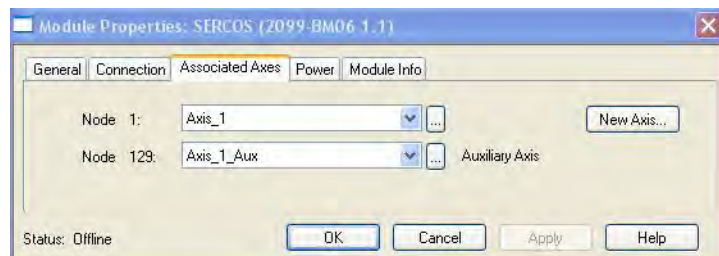 Module Properties: SERCOS (2099-BM06 1.1)
General Connection Associated Axes Power Module Info
Node 1: Axis_1 ... New Axis...
Node 129: Axis_1_Aux ... Auxiliary Axis
Status: Offline OK Cancel Apply Help